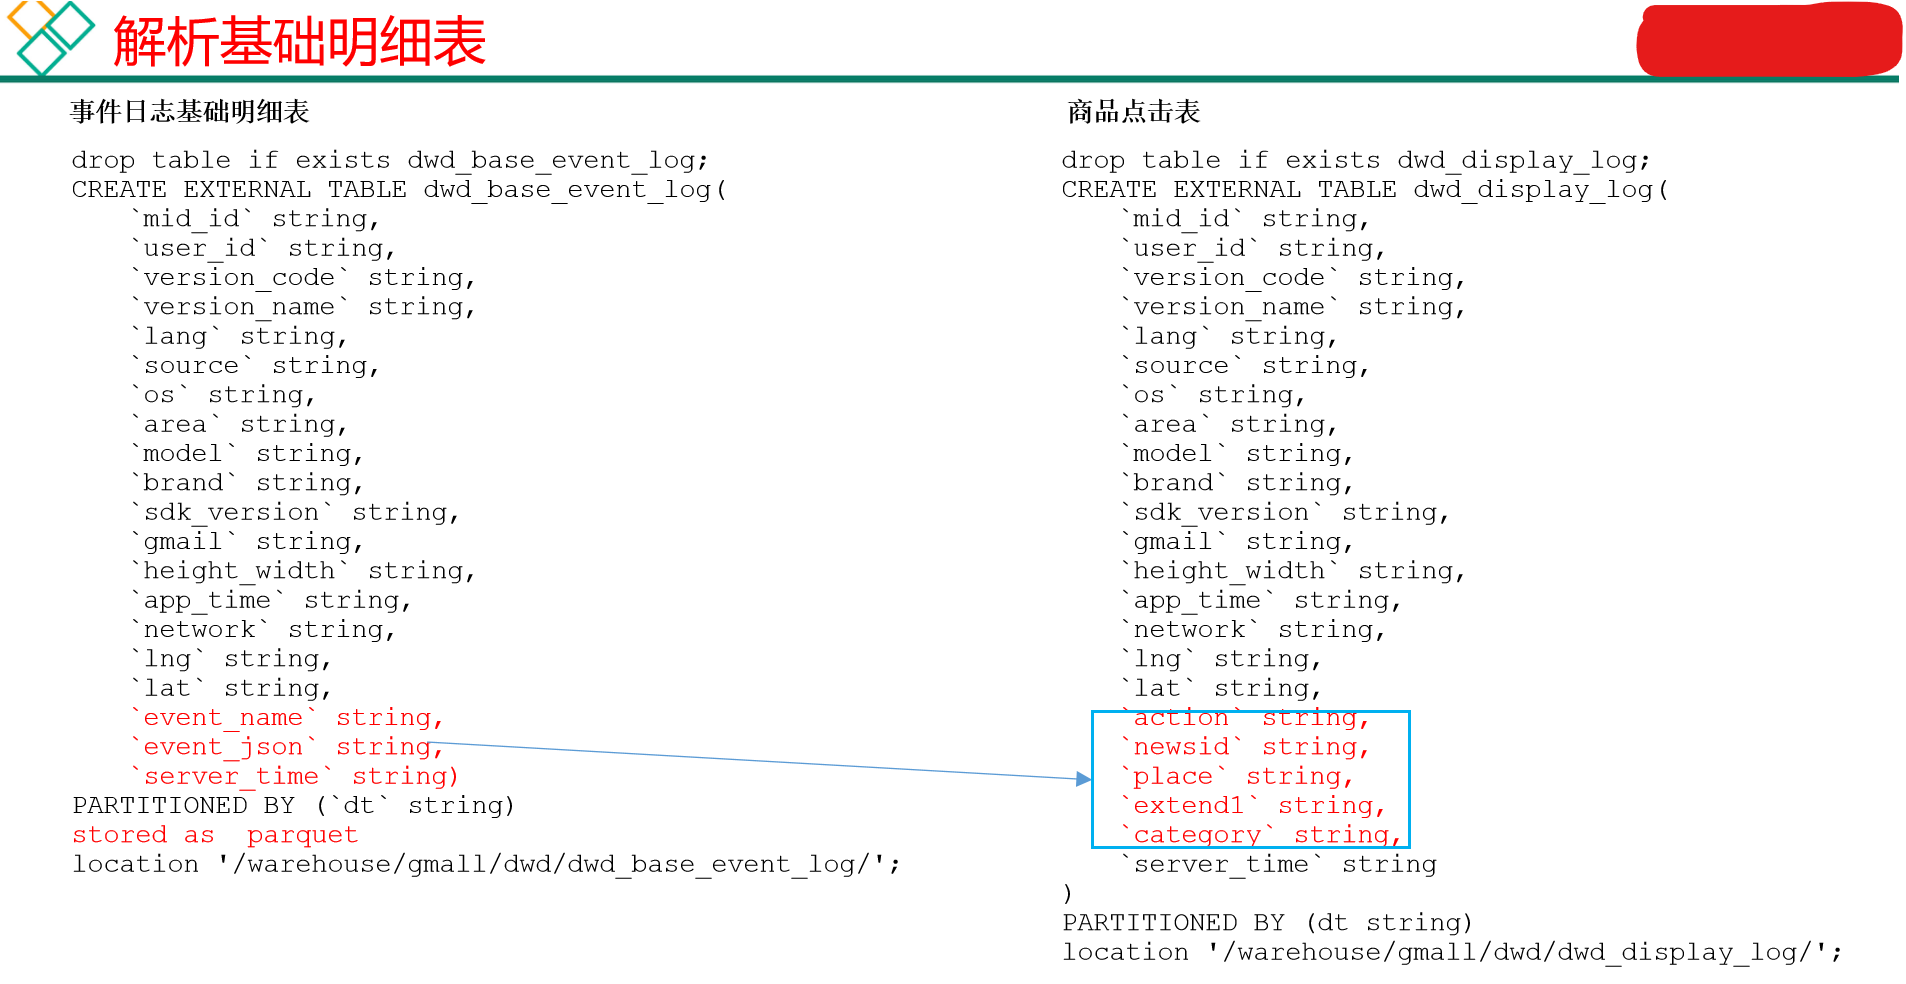 解析基础明细表
事件日志基础明细表
drop table if exists dwd_base_event_log;
CREATE EXTERNAL TABLE dwd_base_event_log(
`mid_id` string,
`user_id` string,
`version_code` string,
`version_name` string,
`lang` string,
`source` string,
`os` string,
`area` string,
`model` string,
`brand` string,
`sdk_version` string,
`gmail` string,
`height_width` string,
`app_time` string,
`network` string,
`lng` string,
`lat` string,
`event_name` string,
`event_json` string,
`server_time` string)
PARTITIONED BY (`dt` string)
stored as  parquet
location '/warehouse/gmall/dwd/dwd_base_event_log/';
商品点击表
drop table if exists dwd_display_log;
CREATE EXTERNAL TABLE dwd_display_log(
`mid_id` string,
`user_id` string,
`version_code` string,
`version_name` string,
`lang` string,
`source` string,
`os` string,
`area` string,
`model` string,
`brand` string,
`sdk_version` string,
`gmail` string,
`height_width` string,
`app_time` string,
`network` string,
`lng` string,
`lat` string,
`action` string,
`newsid` string,
`place` string,
`extend1` string,
`category` string,
`server_time` string
)
PARTITIONED BY (dt string)
location '/warehouse/gmall/dwd/dwd_display_log/';